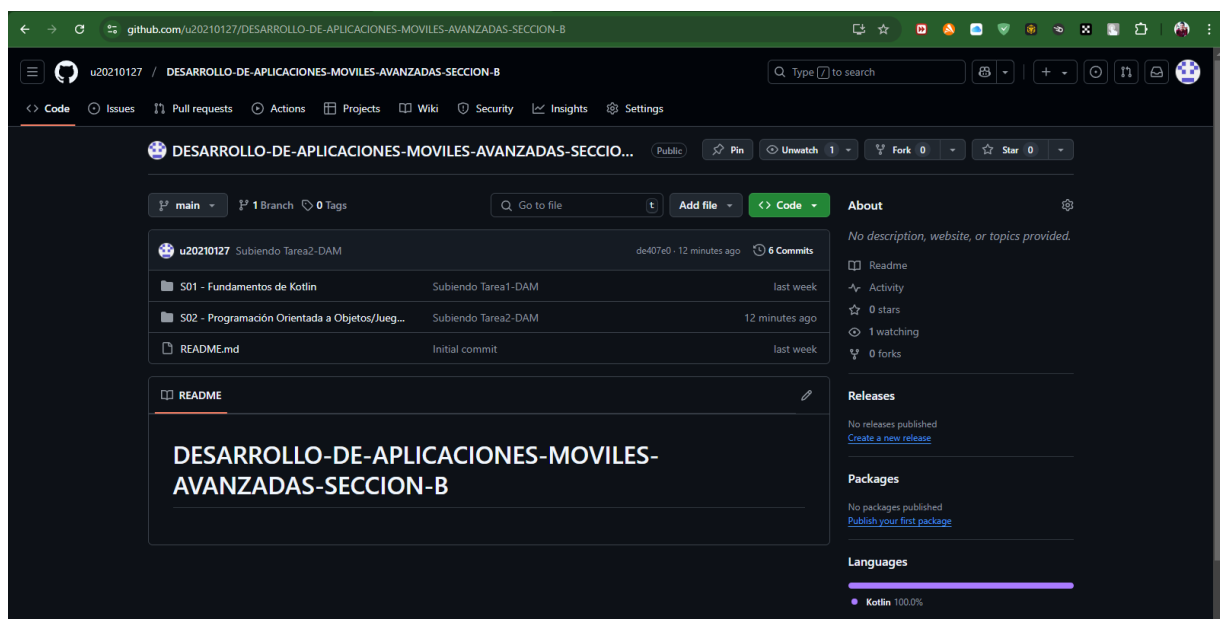 github.com/u20210127/DESARROLLO-DE-APLICACIONES-MOVILES-AVANZADAS-SECCION-B
u20210127 / DESARROLLO-DE-APLICACIONES-MOVILES-AVANZADAS-SECCION-B
Type / to search
Code Issues Pull requests Actions Projects Wiki Security Insights Settings
DESARROLLO-DE-APLICACIONES-MOVILES-AVANZADAS-SECCIO... Public Pin Unwatch 1 Fork 0 Star 0
main 1 Branch 0 Tags Go to file t Add file Code
u20210127 Subiendo Tarea2-DAM de407e0 · 12 minutes ago 6 Commits
S01 - Fundamentos de Kotlin Subiendo Tarea1-DAM last week
S02 - Programación Orientada a Objetos/Jueg... Subiendo Tarea2-DAM 12 minutes ago
README.md Initial commit last week
README
DESARROLLO-DE-APLICACIONES-MOVILES-
AVANZADAS-SECCION-B
About
No description, website, or topics provided.
Readme
Activity
0 stars
1 watching
0 forks
Releases
No releases published
Create a new release
Packages
No packages published
Publish your first package
Languages
Kotlin 100.0%